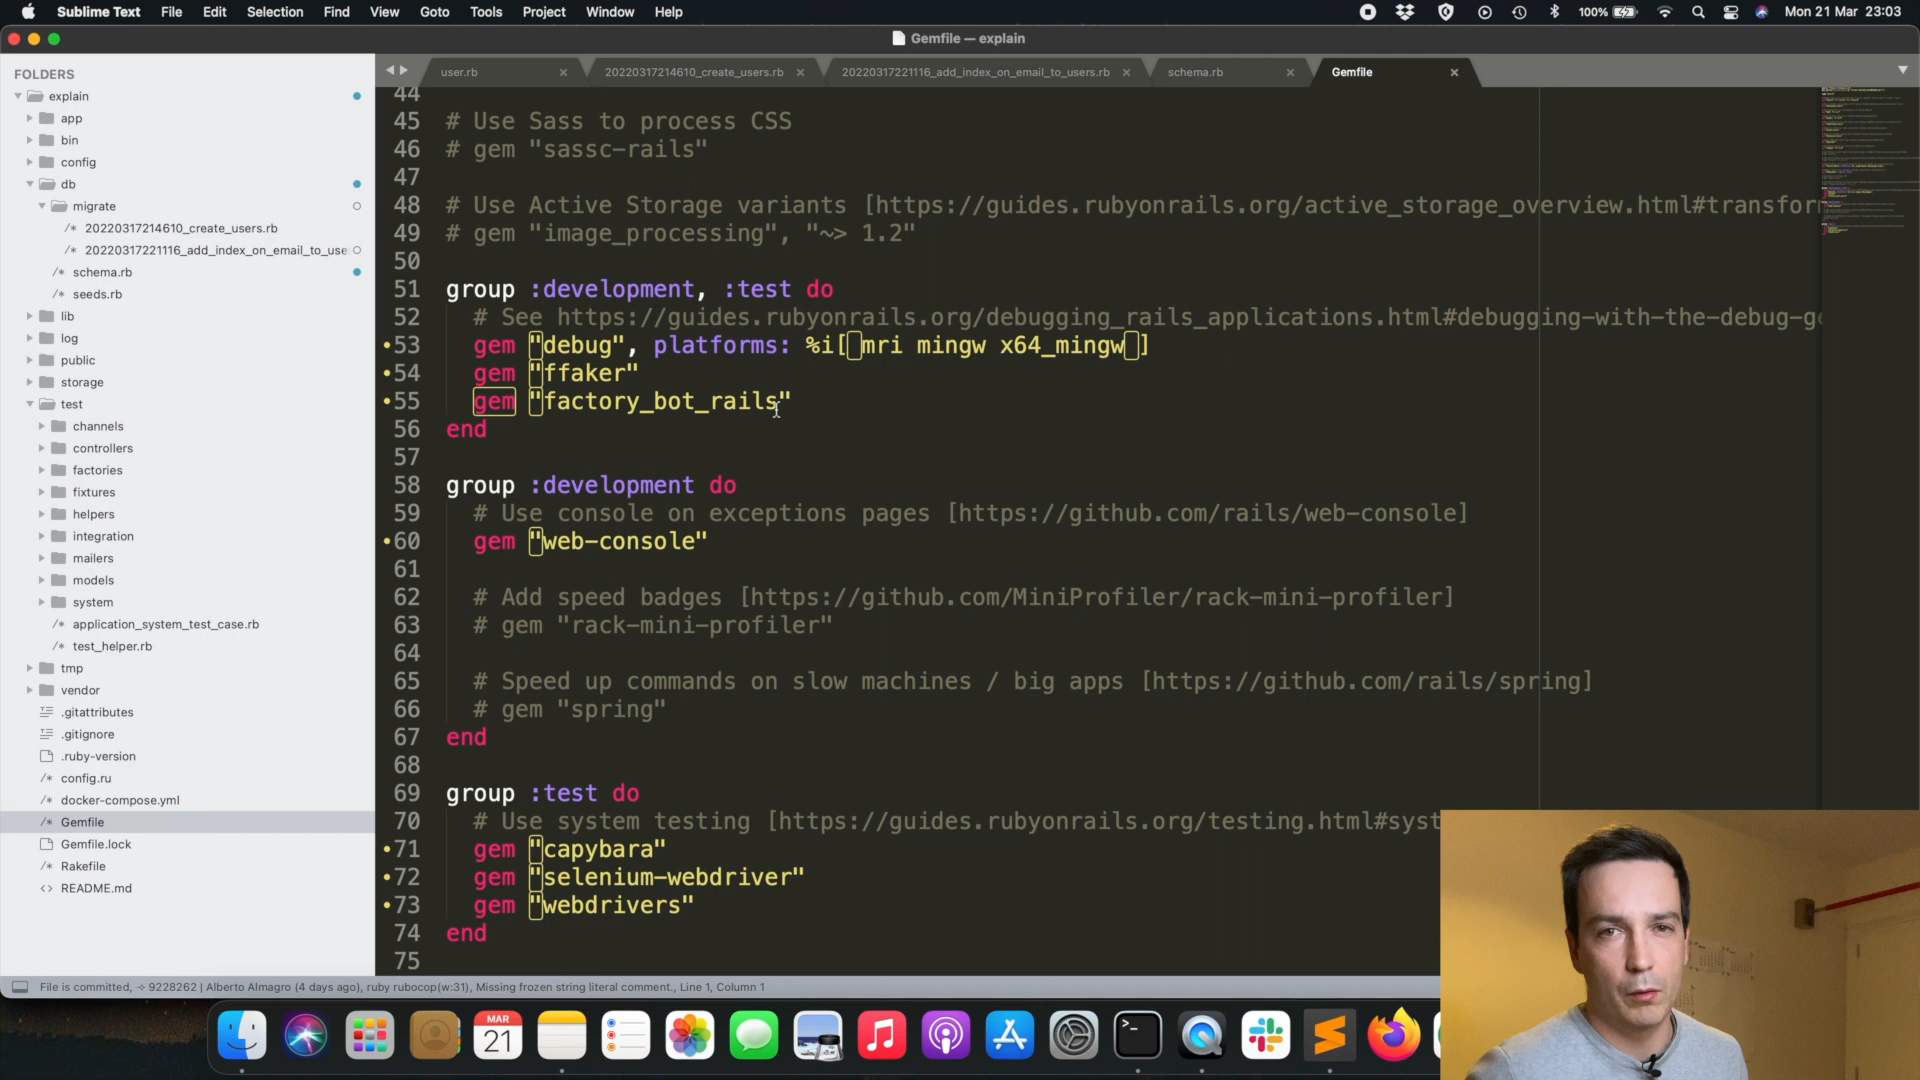 Sublime Text File Edit Selection Find View Goto Tools Project Window Help
100% Mon 21 Mar 23:03
Gemfile — explain
FOLDERS
explain
app
bin
config
db
migrate
/* 20220317214610_create_users.rb
/* 20220317221116_add_index_on_email_to_use
/* schema.rb
/* seeds.rb
lib
log
public
storage
test
channels
controllers
factories
fixtures
helpers
integration
mailers
models
system
/* application_system_test_case.rb
/* test_helper.rb
tmp
vendor
.gitattributes
.gitignore
.ruby-version
/* config.ru
/* docker-compose.yml
/* Gemfile
Gemfile.lock
/* Rakefile
<> README.md
user.rb
20220317214610_create_users.rb
20220317221116_add_index_on_email_to_users.rb
schema.rb
Gemfile
44
45 # Use Sass to process CSS
46 # gem "sassc-rails"
47
48 # Use Active Storage variants [https://guides.rubyonrails.org/active_storage_overview.html#transfor
49 # gem "image_processing", "~> 1.2"
50
51 group :development, :test do
52 # See https://guides.rubyonrails.org/debugging_rails_applications.html#debugging-with-the-debug-g
53 gem "debug", platforms: %i[mri mingw x64_mingw]
54 gem "ffaker"
55 gem "factory_bot_rails"
56 end
57
58 group :development do
59 # Use console on exceptions pages [https://github.com/rails/web-console]
60 gem "web-console"
61
62 # Add speed badges [https://github.com/MiniProfiler/rack-mini-profiler]
63 # gem "rack-mini-profiler"
64
65 # Speed up commands on slow machines / big apps [https://github.com/rails/spring]
66 # gem "spring"
67 end
68
69 group :test do
70 # Use system testing [https://guides.rubyonrails.org/testing.html#syst
71 gem "capybara"
72 gem "selenium-webdriver"
73 gem "webdrivers"
74 end
75
File is committed, 9228262 | Alberto Almagro (4 days ago), ruby rubocop(w:31), Missing frozen string literal comment., Line 1, Column 1
MAR
21